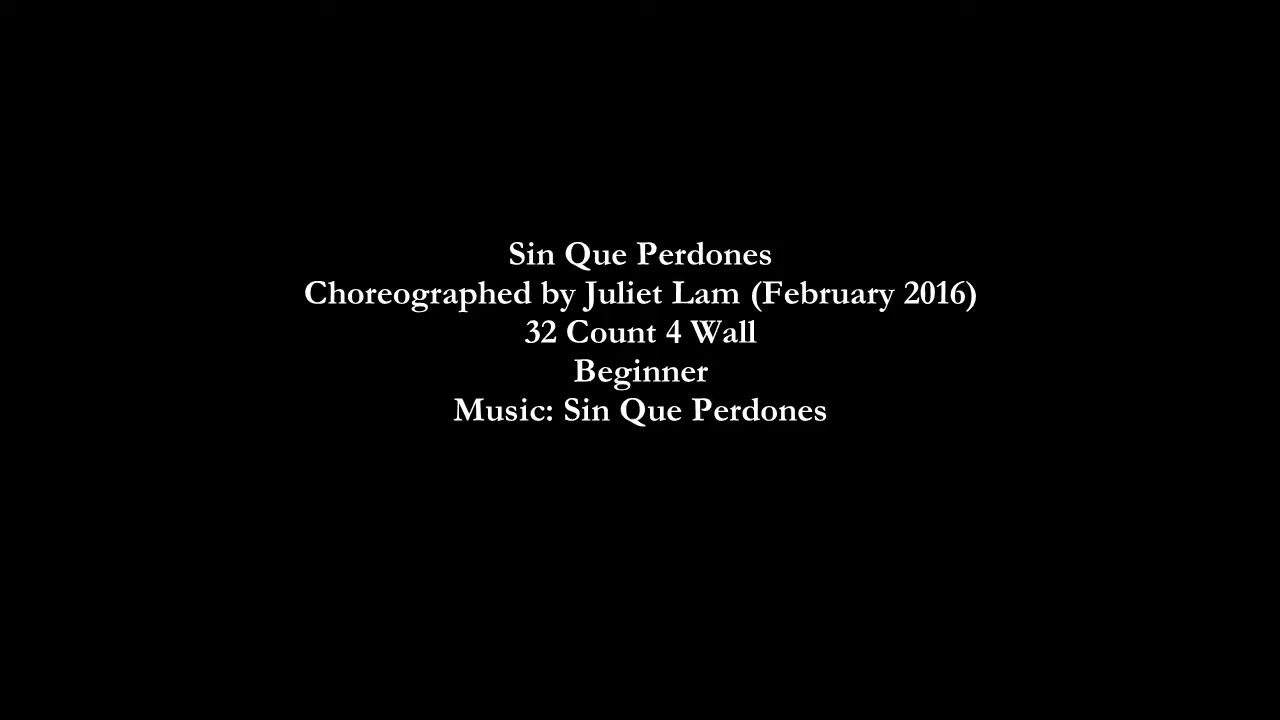 Sin Que Perdones
Choreographed by Juliet Lam (February 2016)
32 Count 4 Wall
Beginner
Music: Sin Que Perdones